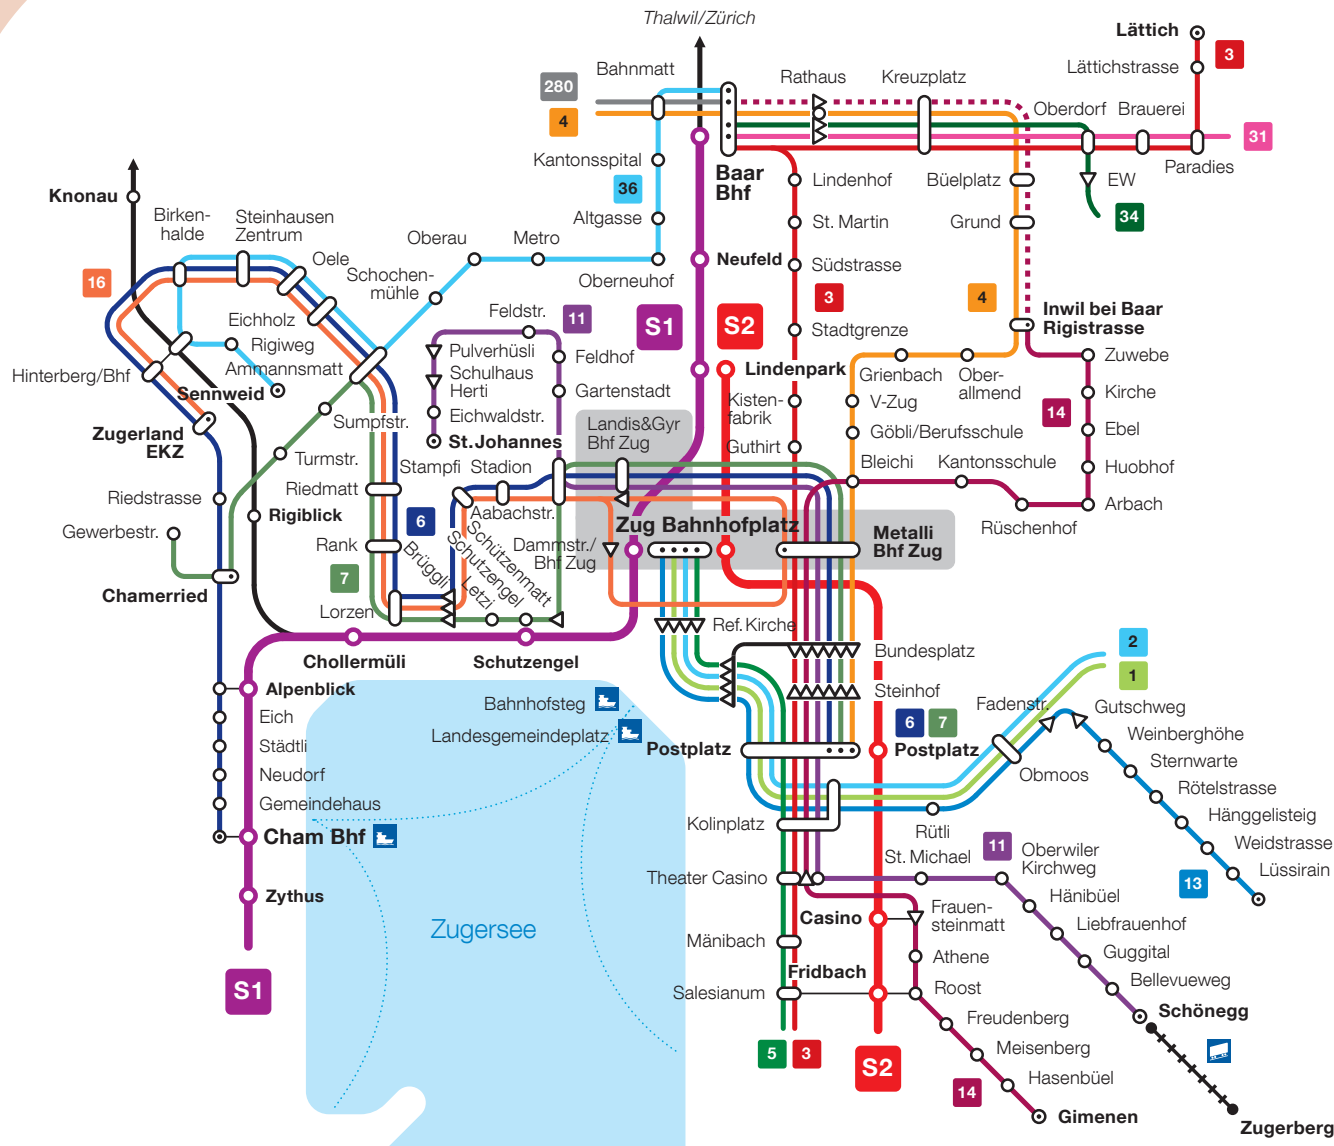 Thalwil/Zürich
Lättich
3
Lättichstrasse
Bahnmatt
Rathaus
Kreuzplatz
280
4
Oberdorf
Brauerei
31
Paradies
Kantonsspital
36
Baar
Bhf
Lindenhof
Büelplatz
EW
34
Knonau
Birken-
halde
Steinhausen
Zentrum
Oele
Altgasse
St. Martin
Grund
Oberau
Metro
Schochen-
mühle
Oberneuhof
Neufeld
Südstrasse
16
Feldstr.
11
S1
S2
3
4
Inwil bei Baar
Rigistrasse
Eichholz
Rigiweg
Ammannsmatt
Stadtgrenze
Pulverhüsli
Schulhaus
Herti
Eichwaldstr.
St.Johannes
Feldhof
Gartenstadt
Hinterberg/Bhf
Sennweid
Lindenpark
Grienbach
Ober-
allmend
Zuwebe
Kirche
14
Ebel
Huobhof
Arbach
Zugerland
EKZ
Sumpfstr.
Turmstr.
Landis&Gyr
Bhf Zug
Kisten-
fabrik
Guthirt
V-Zug
Göbli/Berufsschule
Bleichi
Kantonsschule
Rüschenhof
Riedstrasse
Gewerbestr.
Chamerried
Rigiblick
Riedmatt
Stampfi
Stadion
Aabachstr.
6
Rank
7
Lorzen
Brüggli
Schutzengel
Schützenmatt
Letzi
Dammstr./
Bhf Zug
Zug Bahnhofplatz
Metalli
Bhf Zug
Ref. Kirche
Chollermüli
Schutzengel
Bundesplatz
2
1
Alpenblick
Eich
Städtli
Neudorf
Gemeindehaus
Cham Bhf
Zythus
S1
Bahnhofsteg
Landesgemeindeplatz
Steinhof
6
7
Postplatz
Postplatz
Fadenstr.
Gutschweg
Weinberghöhe
Sternwarte
Rötelstrasse
Hänggelisteig
Weidstrasse
Lüssirain
13
Obmoos
Rütli
Kolinplatz
St. Michael
11
Oberwiler
Kirchweg
Theater Casino
Hänibüel
Liebfrauenhof
Guggital
Bellevueweg
Schönegg
Zugerberg
Casino
Frauen-
steinmatt
Zugersee
Mänibach
Athene
Fridbach
Salesianum
Roost
Freudenberg
Meisenberg
Hasenbüel
Gimenen
5
3
S2
14